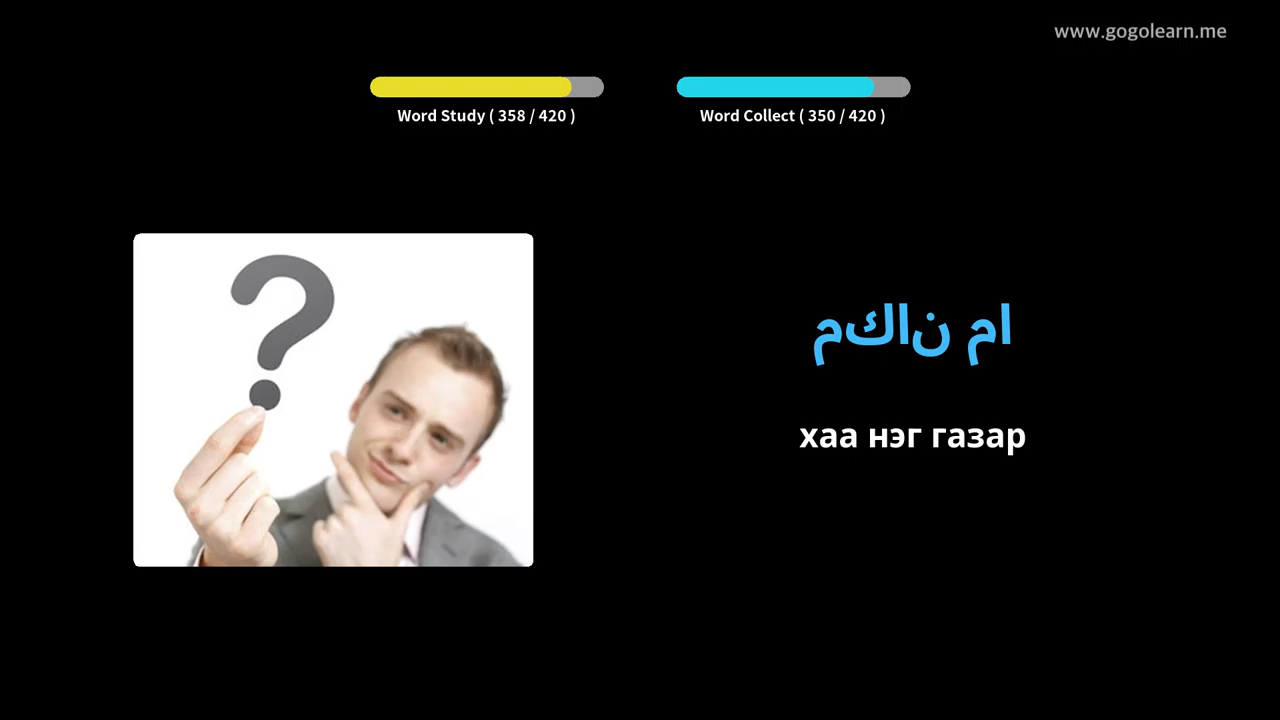 www.gogolearn.me
Word Study ( 358 / 420 )
Word Collect ( 350 / 420 )
مكان ما
хаа нэг газар